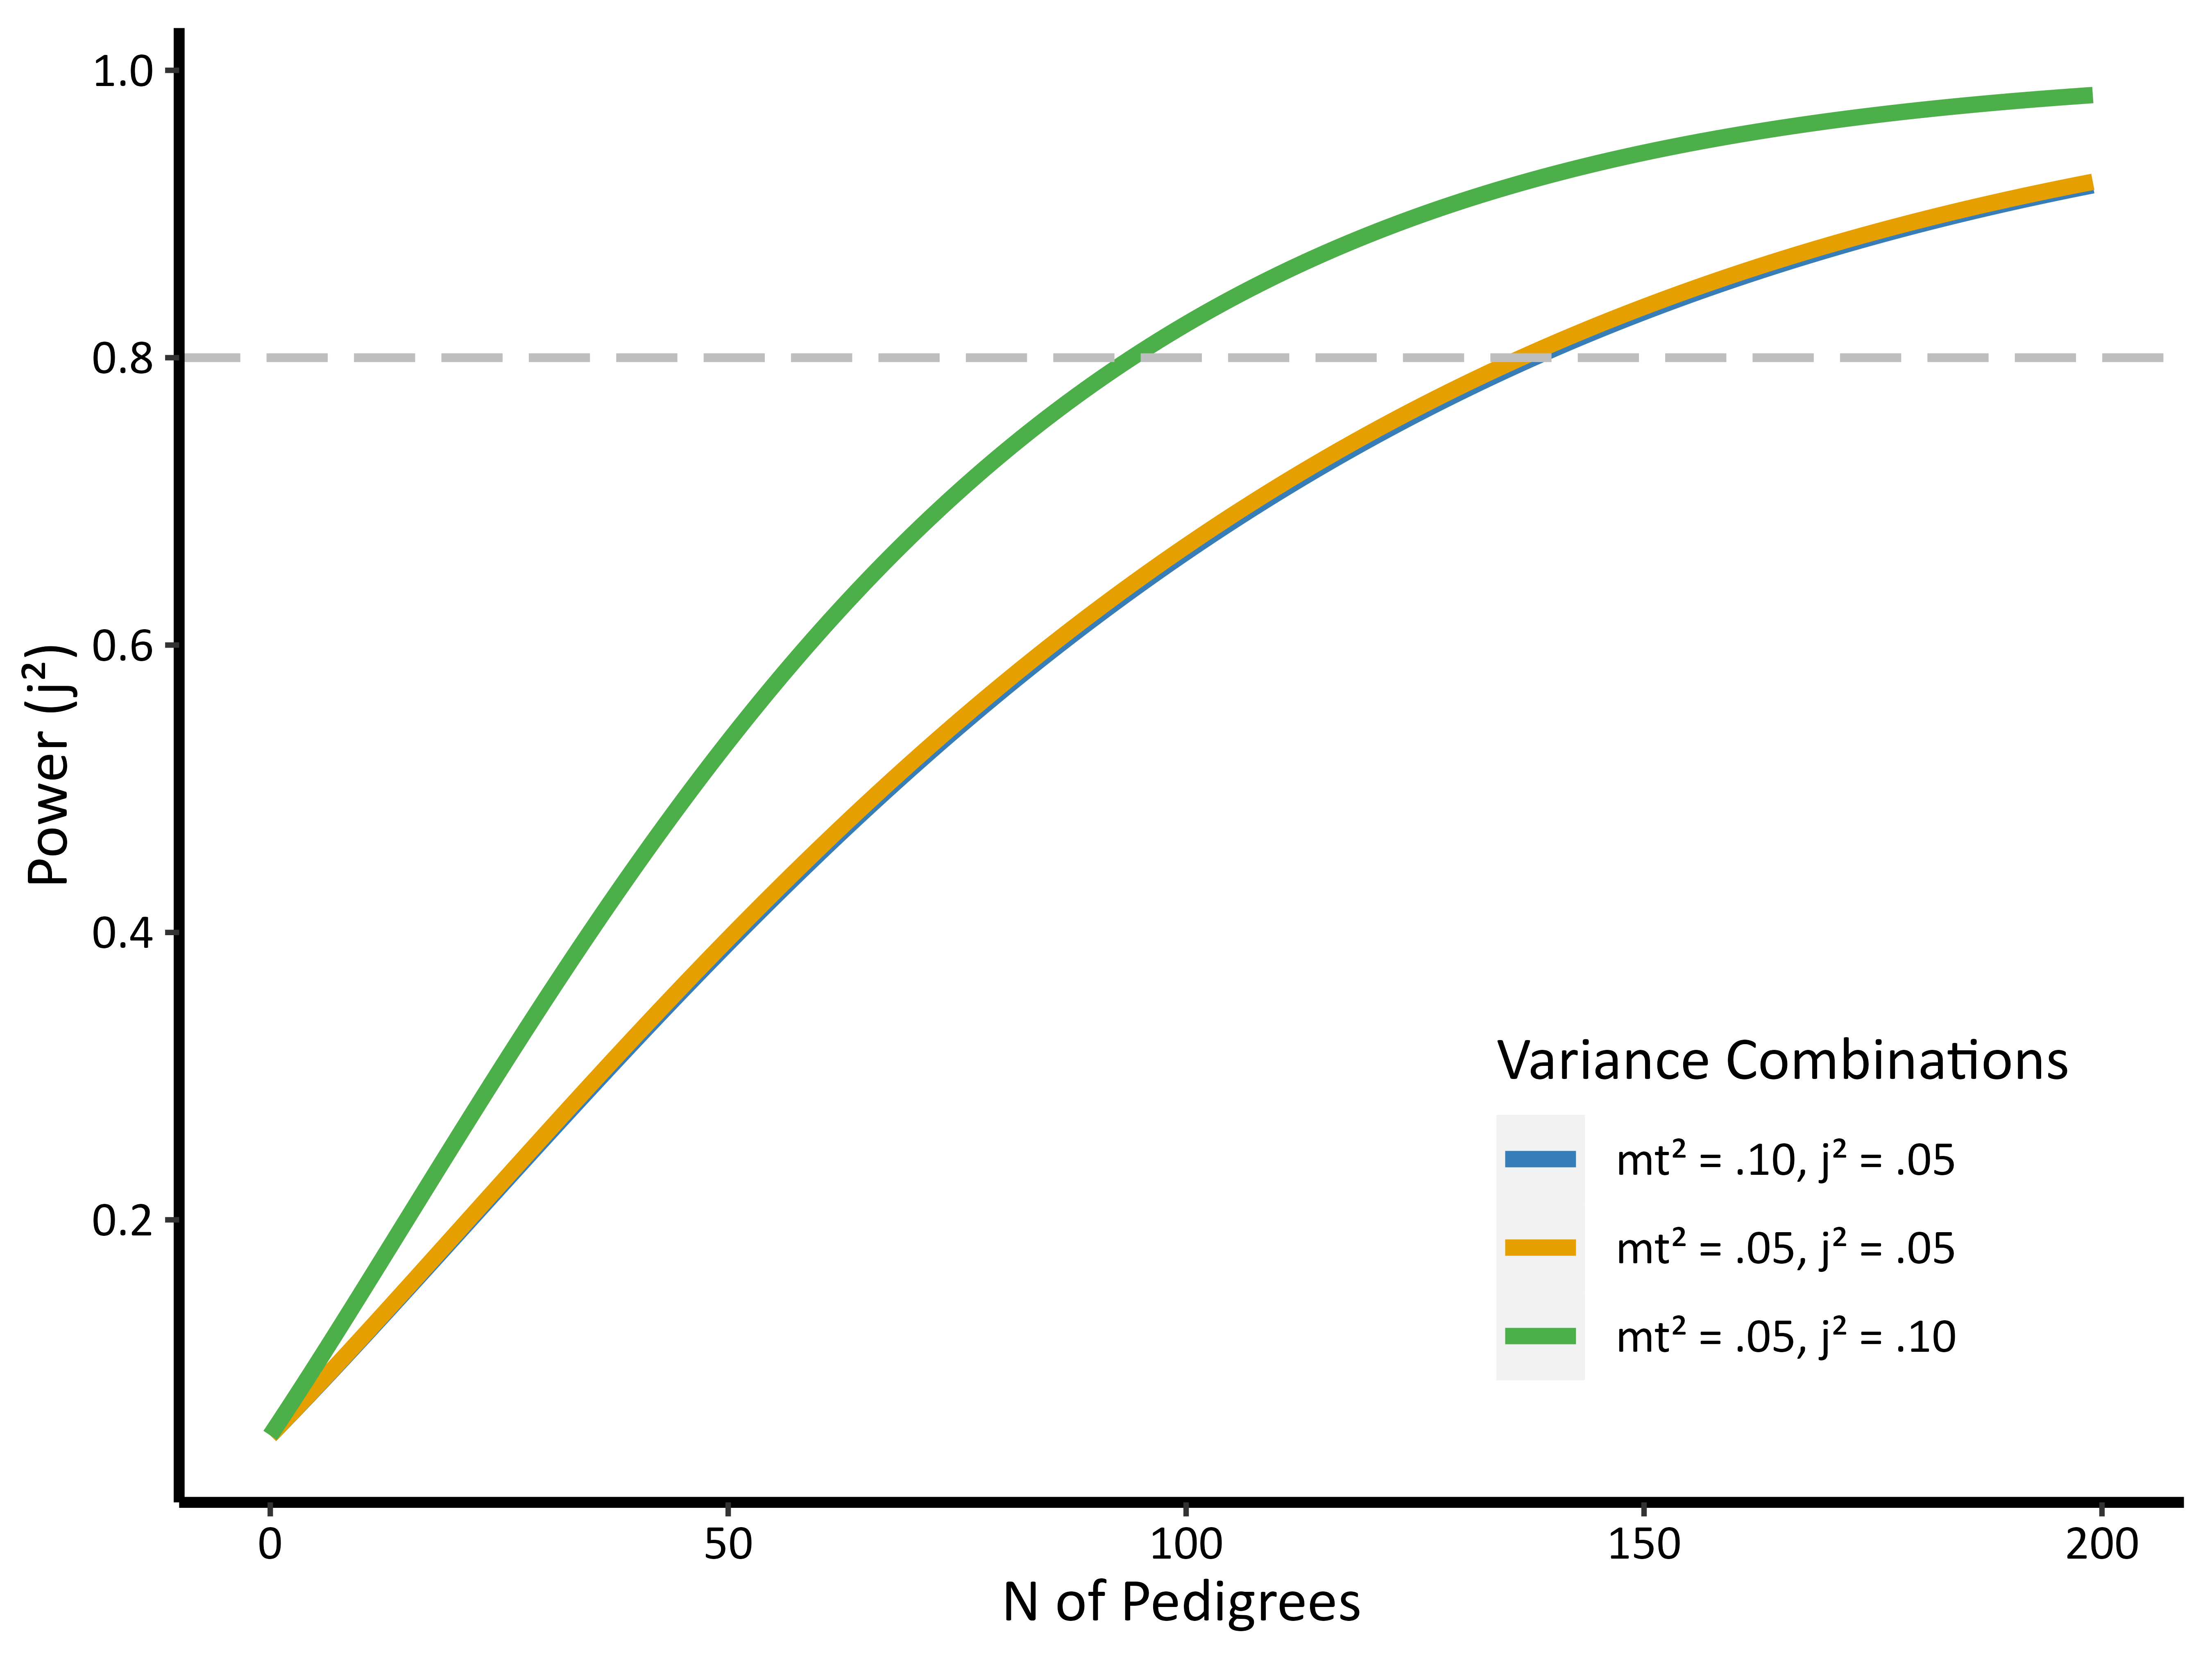 1.0
0.8
0.6
0.4
0.2
Power (j²)
0
50
100
150
200
N of Pedigrees
Variance Combinations
mt² = .10, j² = .05
mt² = .05, j² = .05
mt² = .05, j² = .10